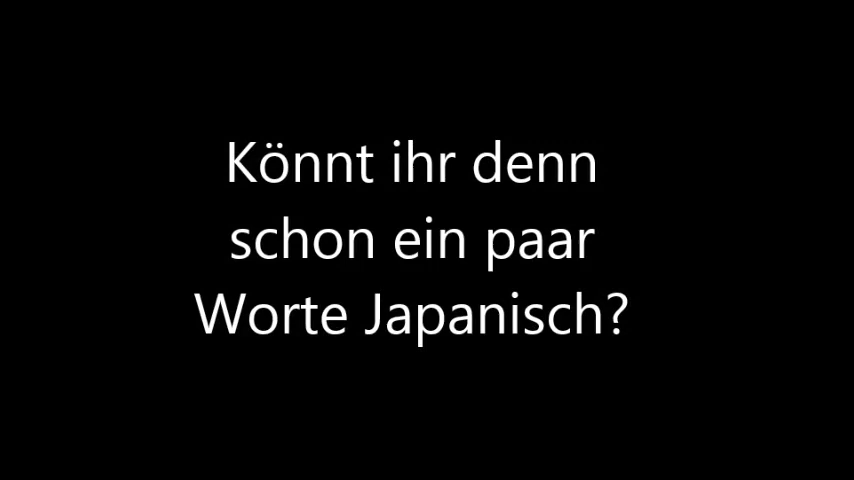 Könnt ihr denn
schon ein paar
Worte Japanisch?